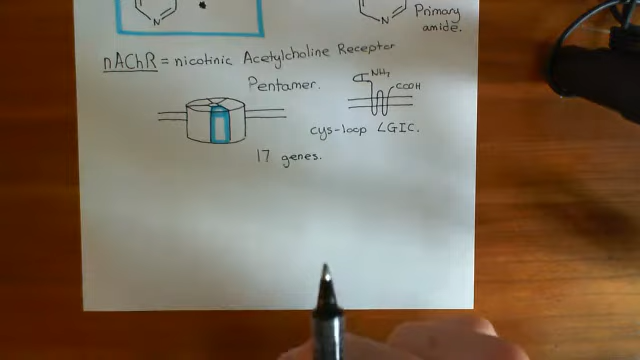 N
N
Primary
amide.
nAChR = nicotinic Acetylcholine Receptor
Pentamer.
NH₂
COOH
cys-loop LGIC.
17 genes.